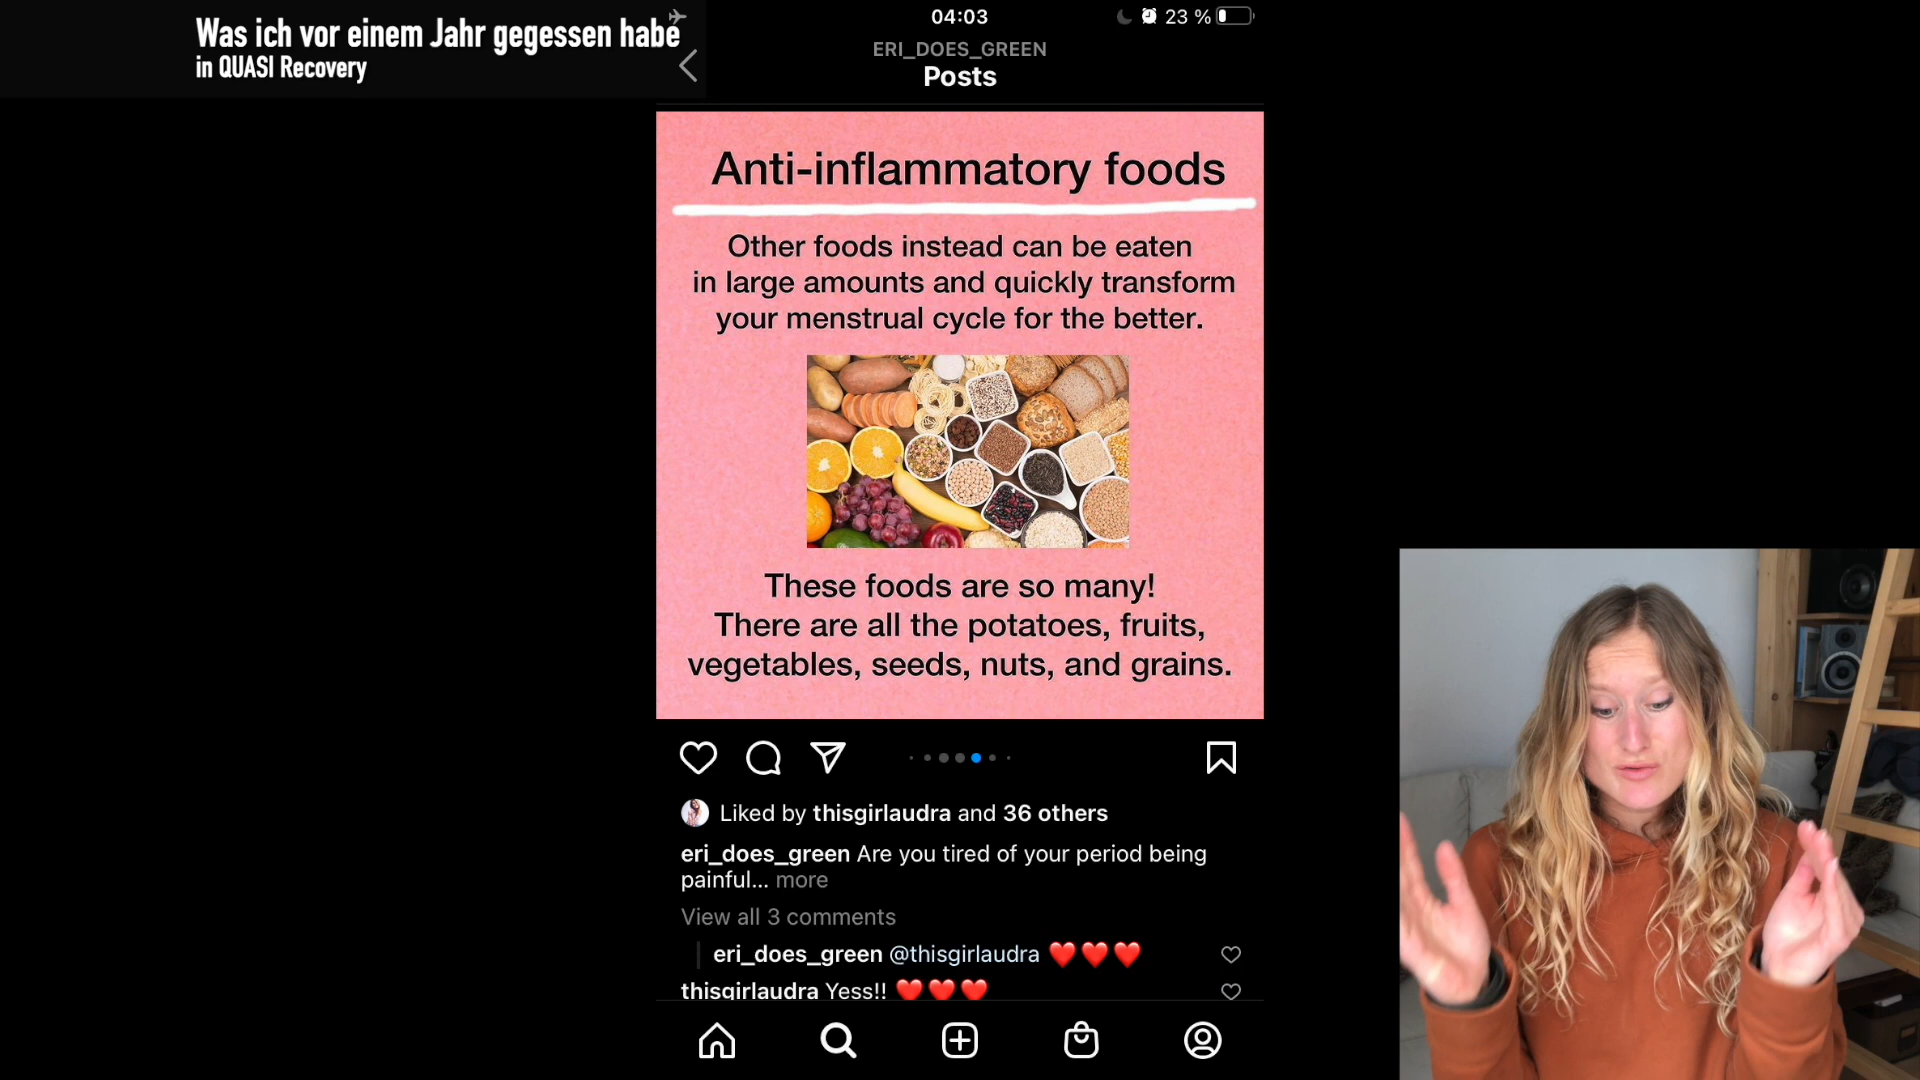 Was ich vor einem Jahr gegessen habe
in QUASI Recovery
04:03
23 %
ERI_DOES_GREEN
Posts
Anti-inflammatory foods
Other foods instead can be eaten
in large amounts and quickly transform
your menstrual cycle for the better.
These foods are so many!
There are all the potatoes, fruits,
vegetables, seeds, nuts, and grains.
Liked by thisgirlaudra and 36 others
eri_does_green Are you tired of your period being
painful... more
View all 3 comments
eri_does_green @thisgirlaudra ❤️❤️❤️
thisgirlaudra Yess!! ❤️❤️❤️